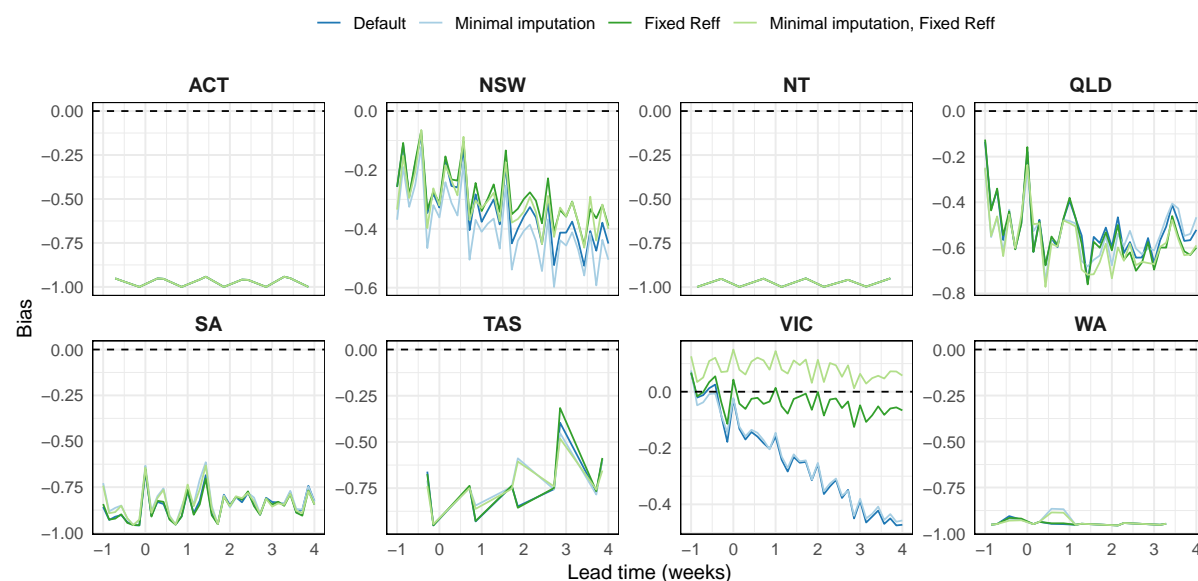 Default Minimal imputation Fixed Reff Minimal imputation, Fixed Reff
ACT NSW NT QLD
0.00 0.0 0.00 0.0
−0.25 −0.2 −0.25 −0.2
−0.50 −0.4 −0.50 −0.4
−0.75 −0.6 −0.75 −0.6
−1.00 −1.00 −0.8
Bias
SA TAS VIC WA
0.00 0.00 0.0 0.00
−0.25 −0.25 −0.2 −0.25
−0.50 −0.50 −0.4 −0.50
−0.75 −0.75 −0.75
−1.00 −1.00
−1 0 1 2 3 4 −1 0 1 2 3 4 −1 0 1 2 3 4 −1 0 1 2 3 4
Lead time (weeks)